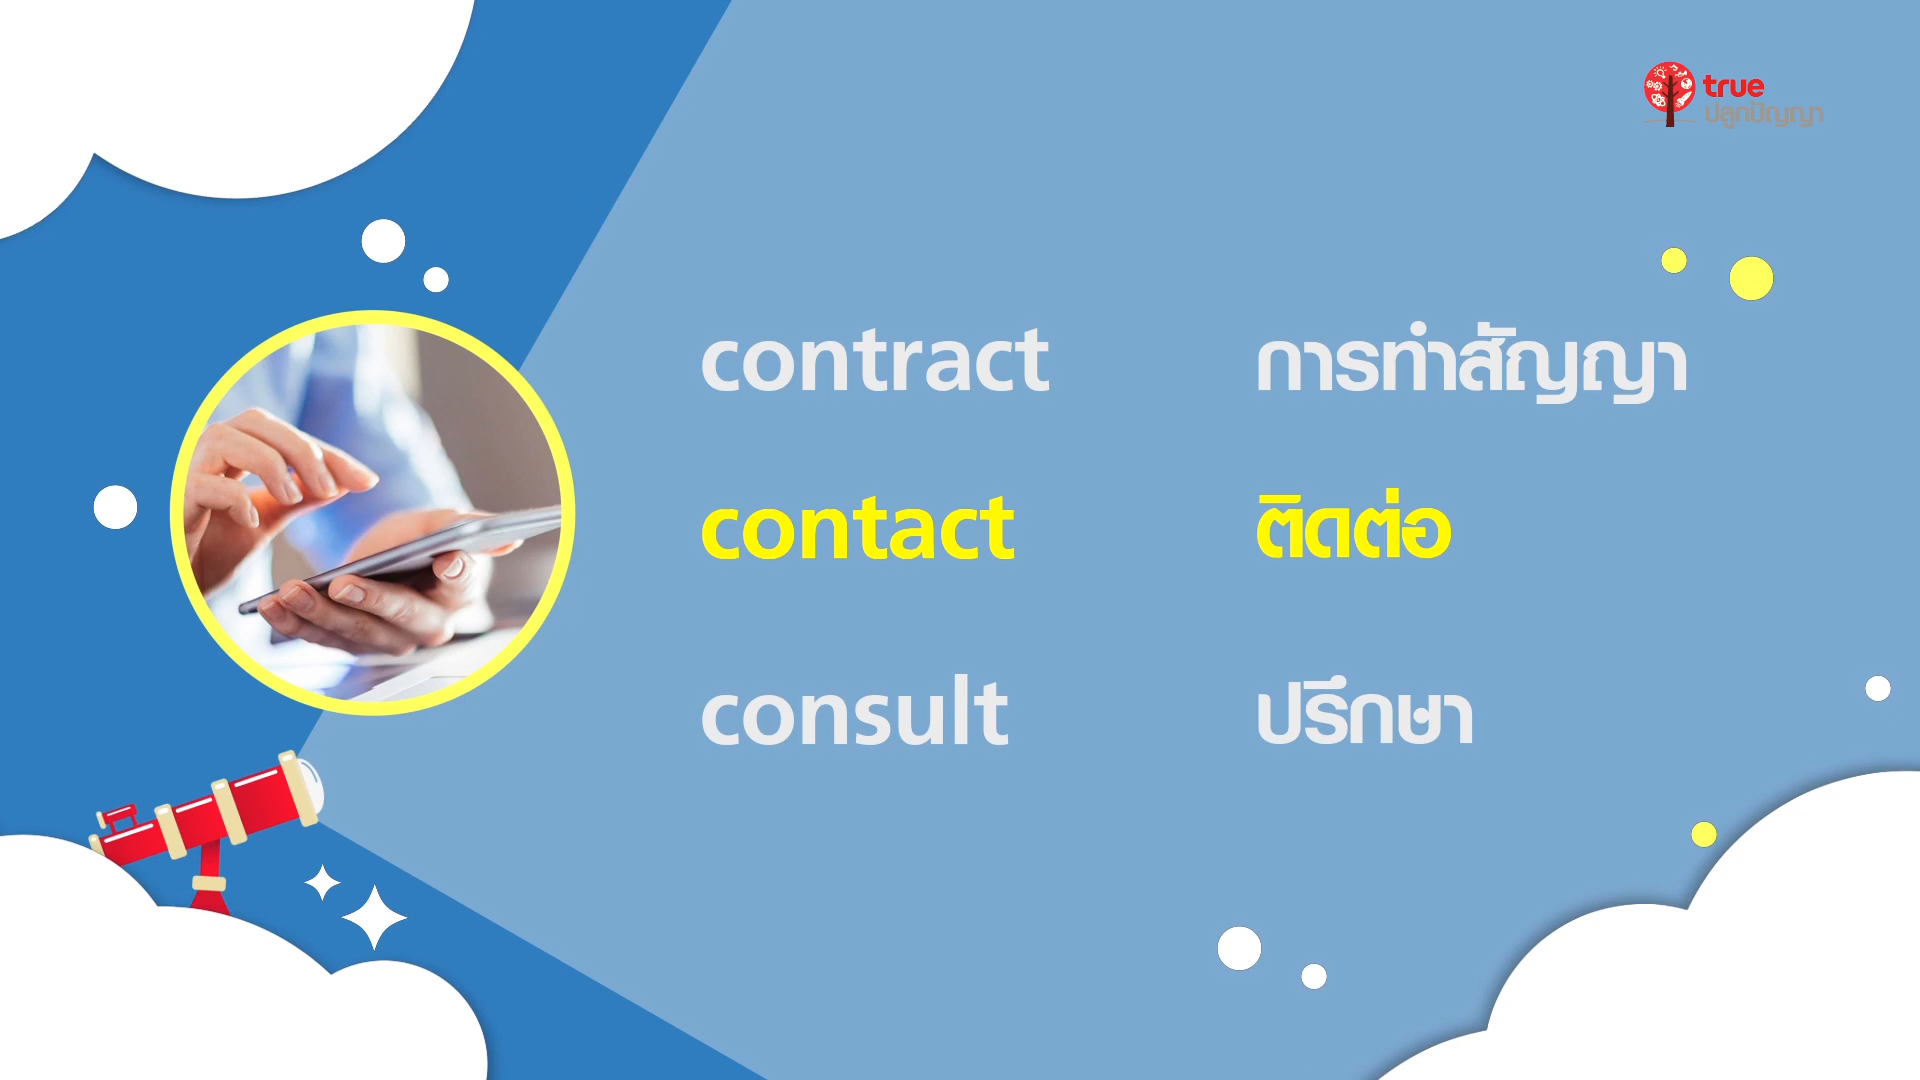 true
ปลูกปัญญา
contract การทำสัญญา
contact ติดต่อ
consult ปรึกษา